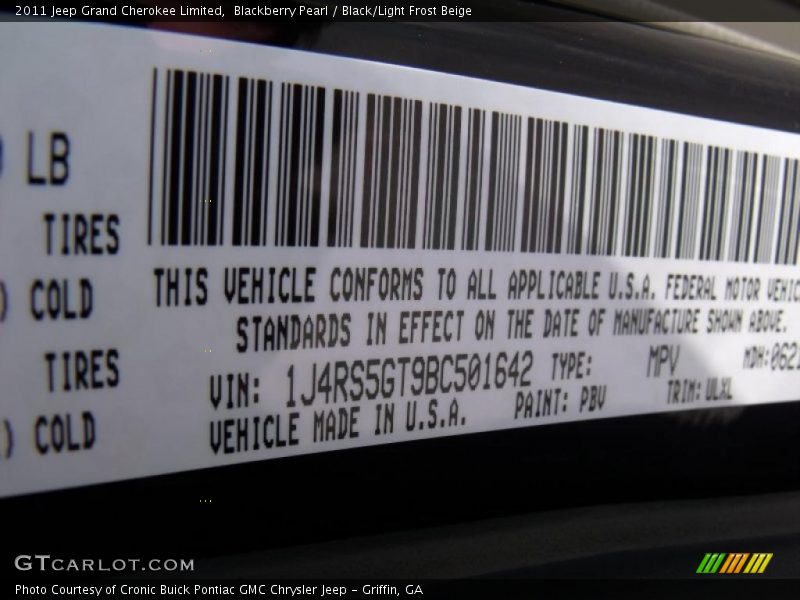 2011 Jeep Grand Cherokee Limited, Blackberry Pearl / Black/Light Frost Beige
LB
TIRES
COLD
THIS VEHICLE CONFORMS TO ALL APPLICABLE U.S.A. FEDERAL MOTOR
STANDARDS IN EFFECT ON THE DATE OF MANUFACTURE SHOWN ABOVE.
TIRES
VIN: 1J4RS5GT9BC501642 TYPE: MPV MDH:
COLD
VEHICLE MADE IN U.S.A. PAINT: PBV TRIM: ULXL
GTCARLOT.COM
Photo Courtesy of Cronic Buick Pontiac GMC Chrysler Jeep - Griffin, GA